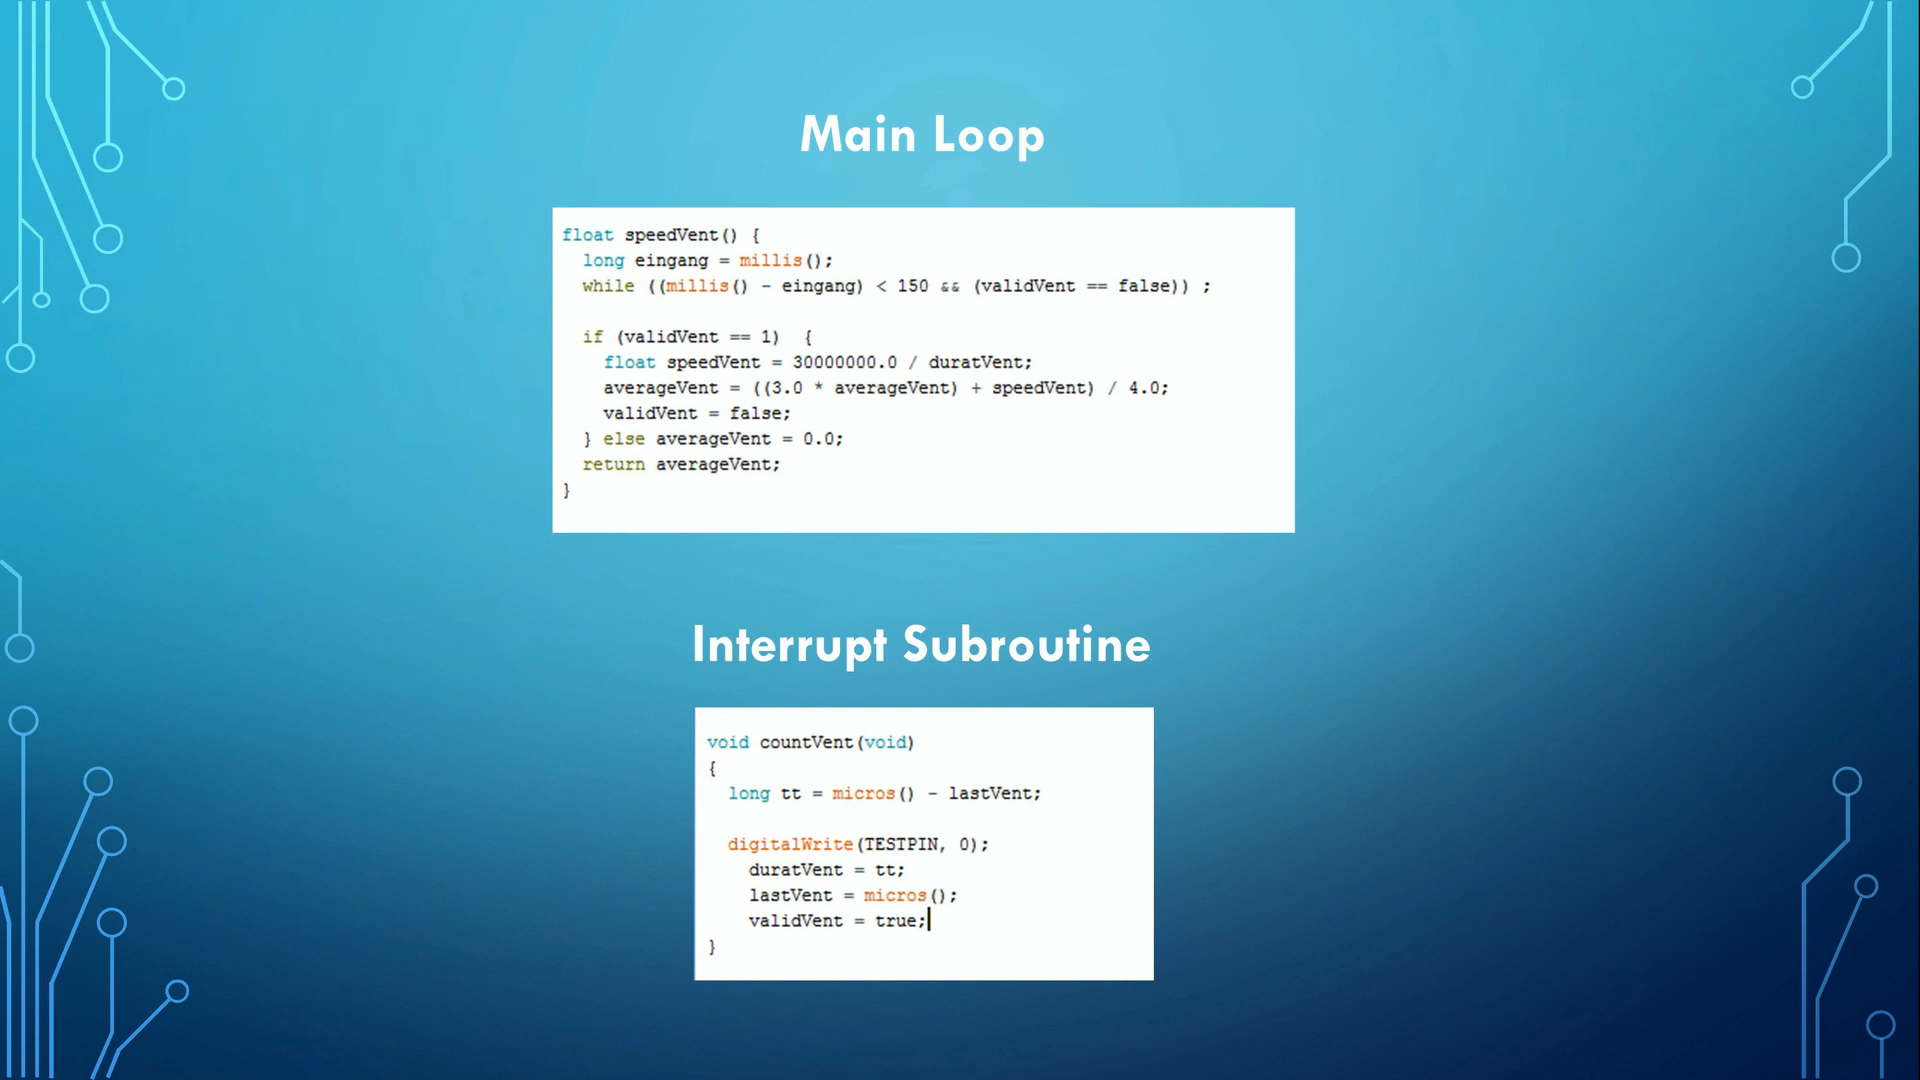 Main Loop
float speedVent() {
  long eingang = millis();
  while ((millis() - eingang) < 150 && (validVent == false)) ;
  if (validVent == 1)  {
    float speedVent = 30000000.0 / duratVent;
    averageVent = ((3.0 * averageVent) + speedVent) / 4.0;
    validVent = false;
  } else averageVent = 0.0;
  return averageVent;
}
Interrupt Subroutine
void countVent(void)
{
  long tt = micros() - lastVent;
  digitalWrite(TESTPIN, 0);
    duratVent = tt;
    lastVent = micros();
    validVent = true;
}